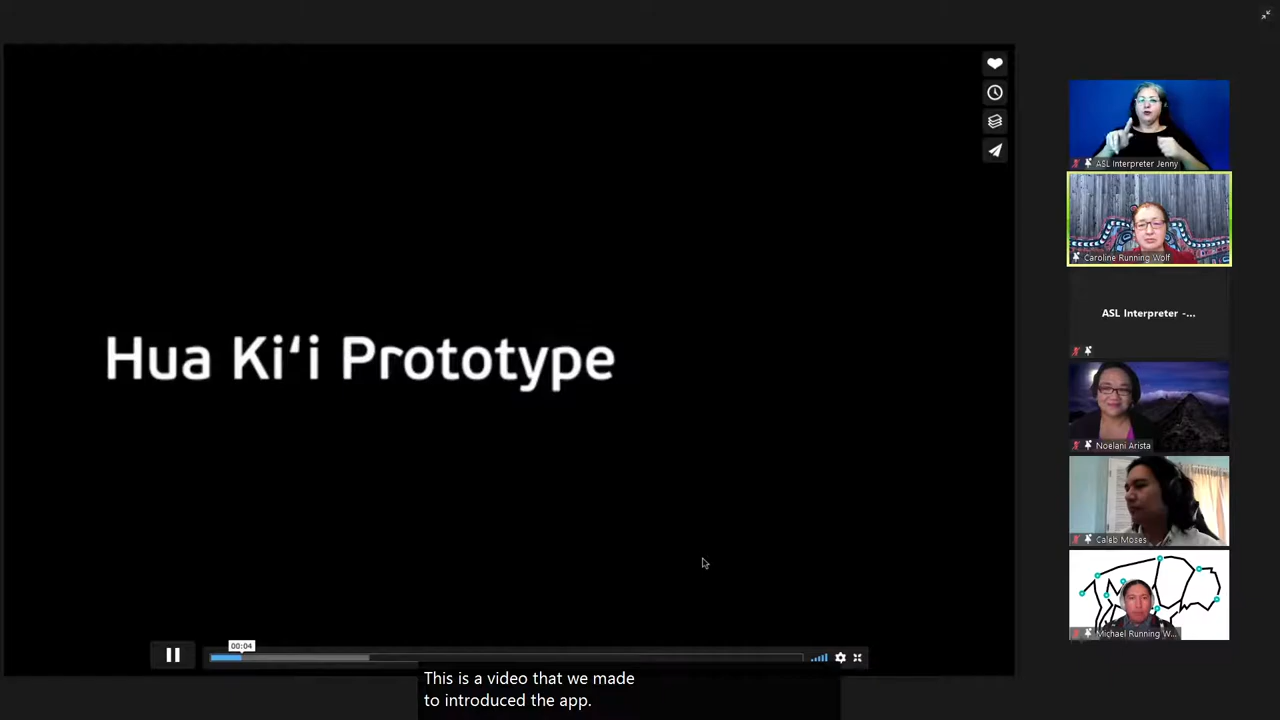 Hua Kiʻi Prototype
00:04
This is a video that we made
to introduced the app.
ASL Interpreter Jenny
Caroline Running Wolf
ASL Interpreter -...
Noelani Arista
Caleb Moses
Michael Running W...